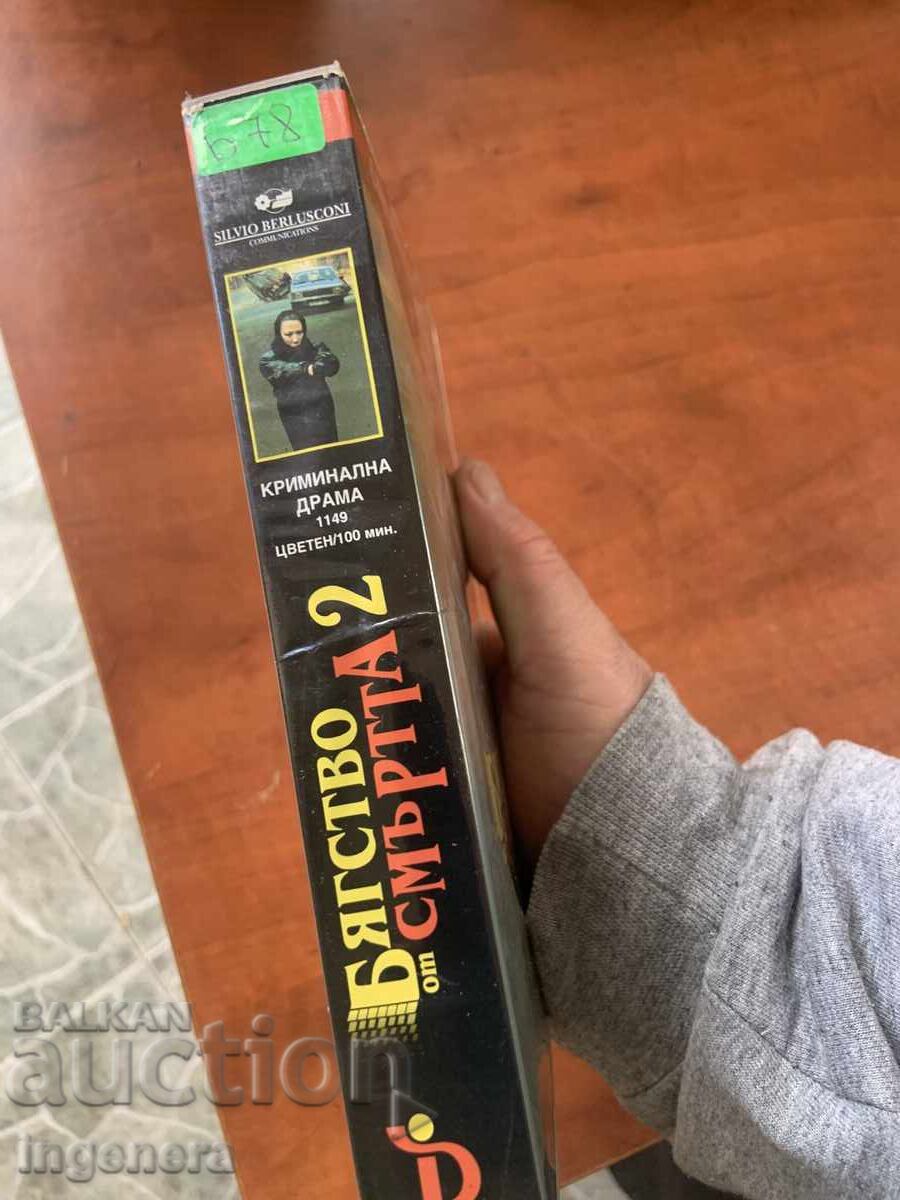 678
SILVIO BERLUSCONI
COMMUNICATIONS
КРИМИНАЛНА
ДРАМА
1149
ЦВЕТЕН/100 мин.
БЯГСТВО
от СМЪРТТА 2
BALKAN
auction
ingenera